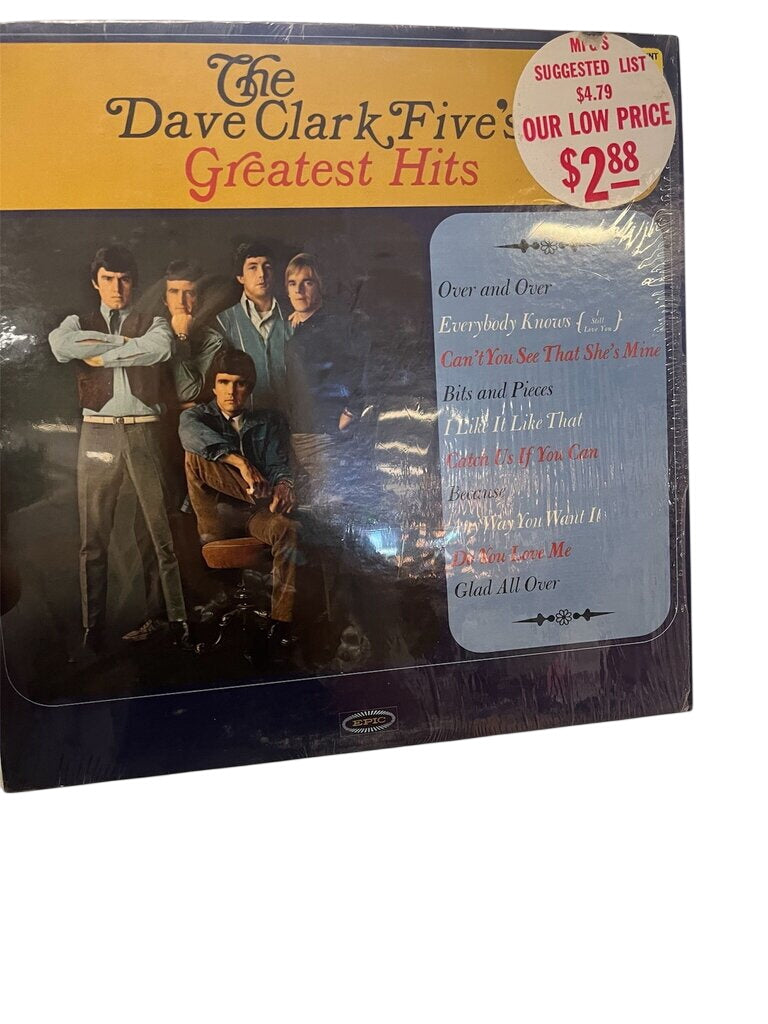 The
Dave Clark Five's
Greatest Hits
MFG'S
SUGGESTED LIST
$4.79
OUR LOW PRICE
$2.88
Over and Over
Everybody Knows {I Still Love You}
Can't You See That She's Mine
Bits and Pieces
I Like It Like That
Catch Us If You Can
Because
Any Way You Want It
Do You Love Me
Glad All Over
EPIC